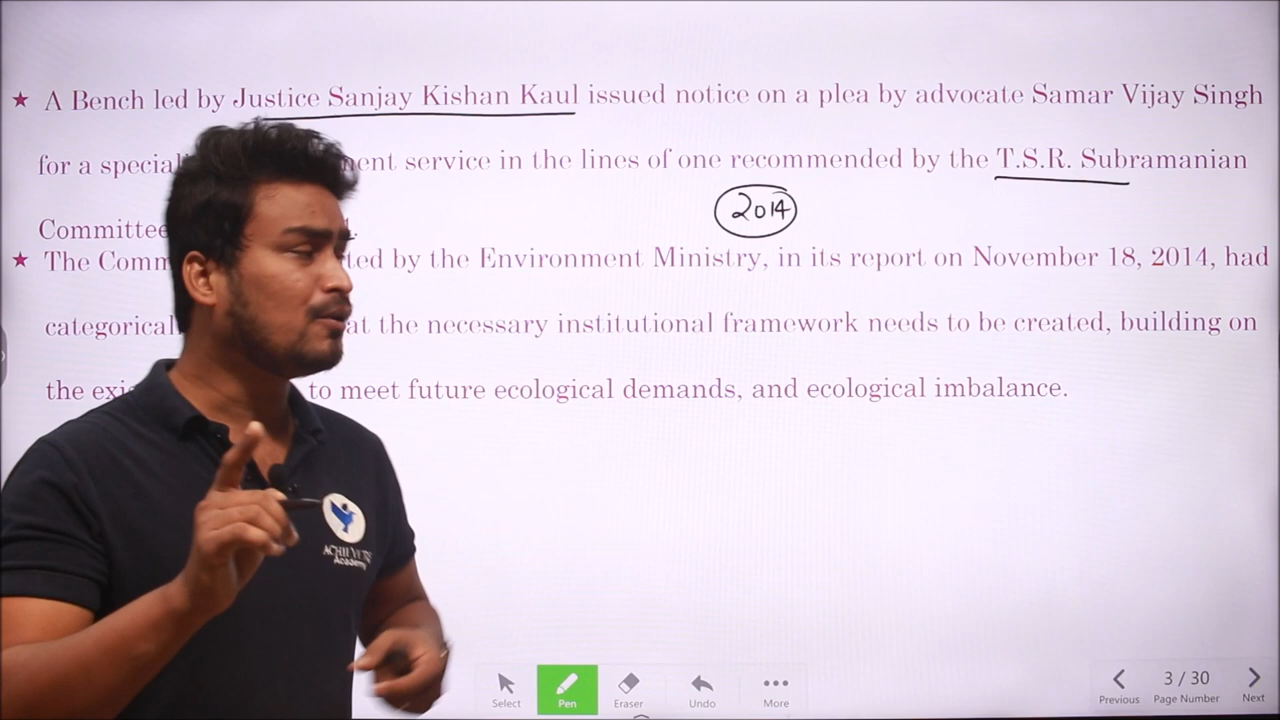 ★ A Bench led by Justice Sanjay Kishan Kaul issued notice on a plea by advocate Samar Vijay Singh
for a special ment service in the lines of one recommended by the T.S.R. Subramanian
Committee
2014
★ The Comm ted by the Environment Ministry, in its report on November 18, 2014, had
categorical at the necessary institutional framework needs to be created, building on
the exi to meet future ecological demands, and ecological imbalance.
Academy
Select
Pen
Eraser
Undo
More
Previous
3 / 30
Page Number
Next